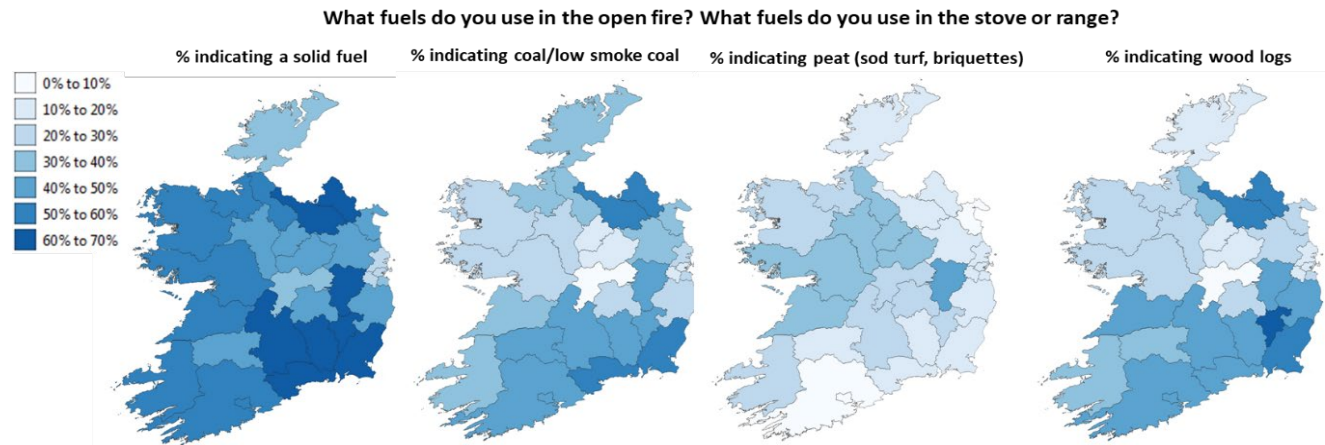 What fuels do you use in the open fire? What fuels do you use in the stove or range?
% indicating a solid fuel
% indicating coal/low smoke coal
% indicating peat (sod turf, briquettes)
% indicating wood logs
0% to 10%
10% to 20%
20% to 30%
30% to 40%
40% to 50%
50% to 60%
60% to 70%